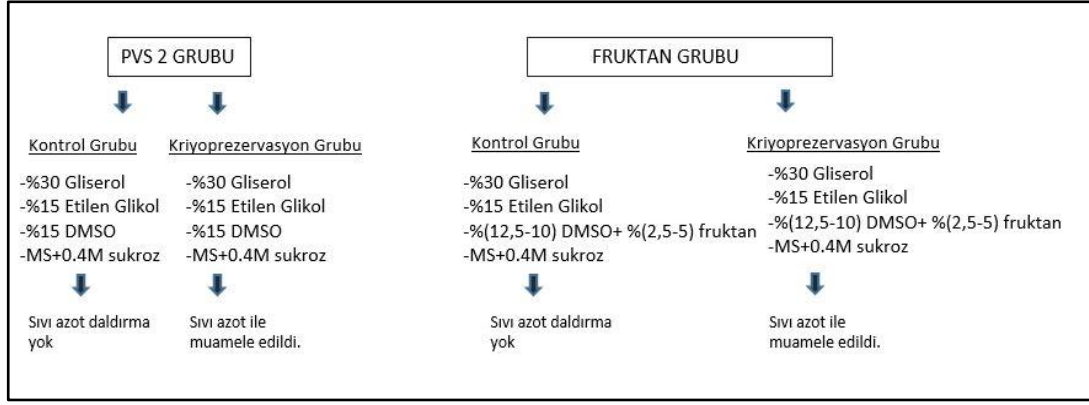 PVS 2 GRUBU
Kontrol Grubu
-%30 Gliserol
-%15 Etilen Glikol
-%15 DMSO
-MS+0.4M sukroz
Sıvı azot daldırma
yok
Kriyoprezervasyon Grubu
-%30 Gliserol
-%15 Etilen Glikol
-%15 DMSO
-MS+0.4M sukroz
Sıvı azot ile
muamele edildi.
FRUKTAN GRUBU
Kontrol Grubu
-%30 Gliserol
-%15 Etilen Glikol
-%(12,5-10) DMSO+ %(2,5-5) fruktan
-MS+0.4M sukroz
Sıvı azot daldırma
yok
Kriyoprezervasyon Grubu
-%30 Gliserol
-%15 Etilen Glikol
-%(12,5-10) DMSO+ %(2,5-5) fruktan
-MS+0.4M sukroz
Sıvı azot ile
muamele edildi.